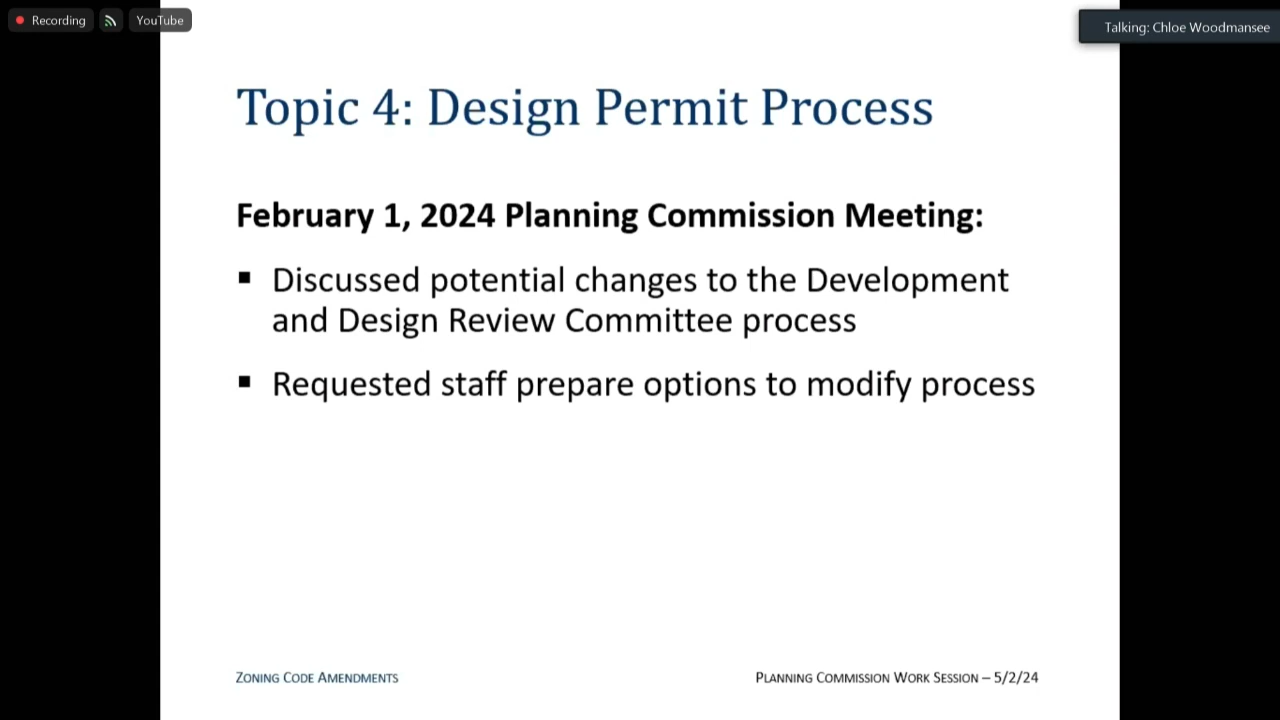 Recording
YouTube
Talking: Chloe Woodmansee
Topic 4: Design Permit Process
February 1, 2024 Planning Commission Meeting:
▪ Discussed potential changes to the Development
and Design Review Committee process
▪ Requested staff prepare options to modify process
ZONING CODE AMENDMENTS
PLANNING COMMISSION WORK SESSION – 5/2/24